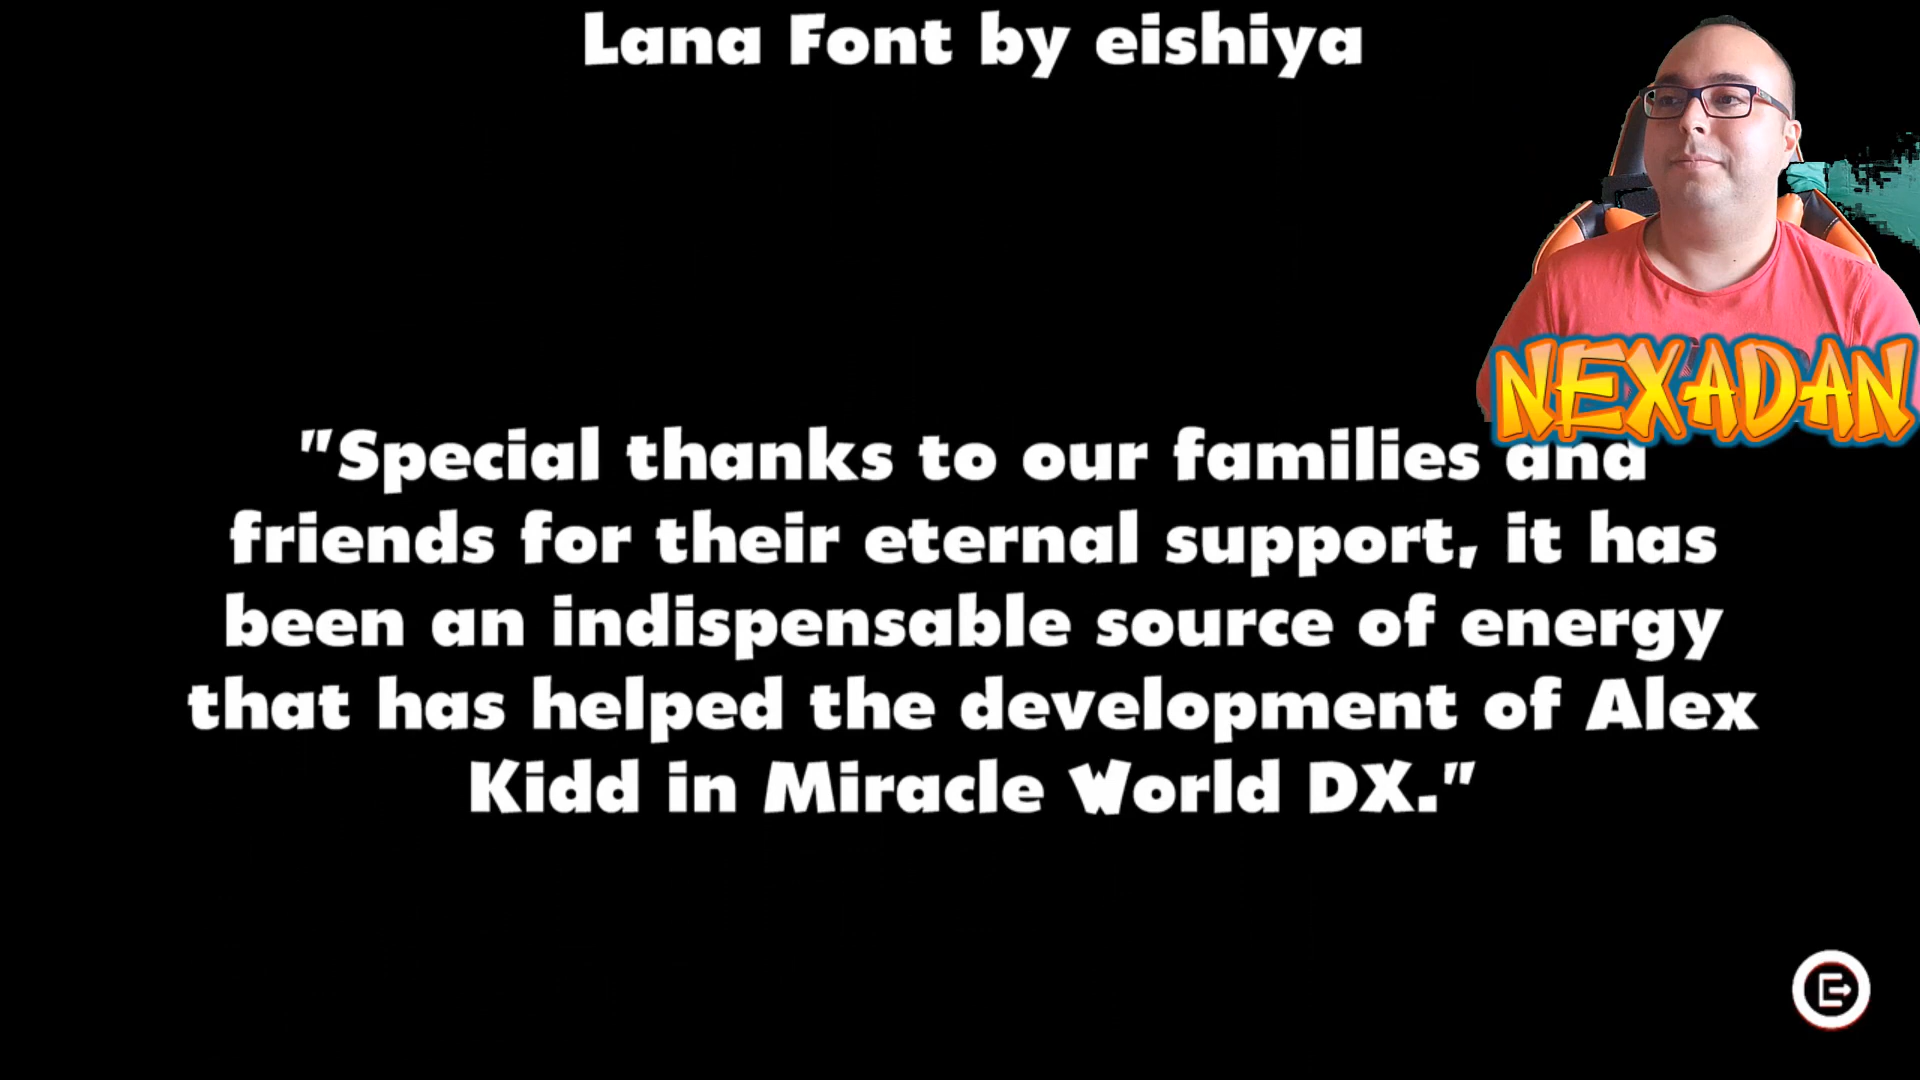 Lana Font by eishiya
NEXADAN
"Special thanks to our families and
friends for their eternal support, it has
been an indispensable source of energy
that has helped the development of Alex
Kidd in Miracle World DX."